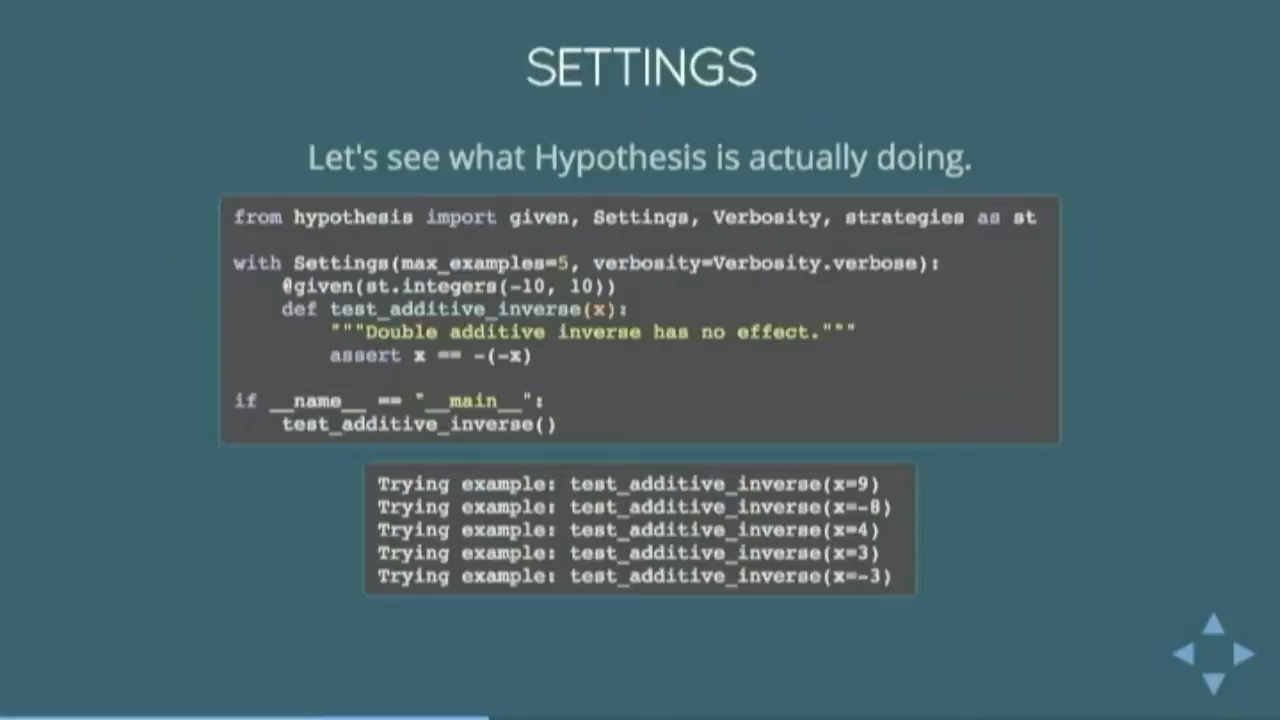 SETTINGS
Let's see what Hypothesis is actually doing.
from hypothesis import given, Settings, Verbosity, strategies as st
with Settings(max_examples=5, verbosity=Verbosity.verbose):
    @given(st.integers(-10, 10))
    def test_additive_inverse(x):
        """Double additive inverse has no effect."""
        assert x == -(-x)
if __name__ == "__main__":
    test_additive_inverse()
Trying example: test_additive_inverse(x=9)
Trying example: test_additive_inverse(x=-8)
Trying example: test_additive_inverse(x=4)
Trying example: test_additive_inverse(x=3)
Trying example: test_additive_inverse(x=-3)